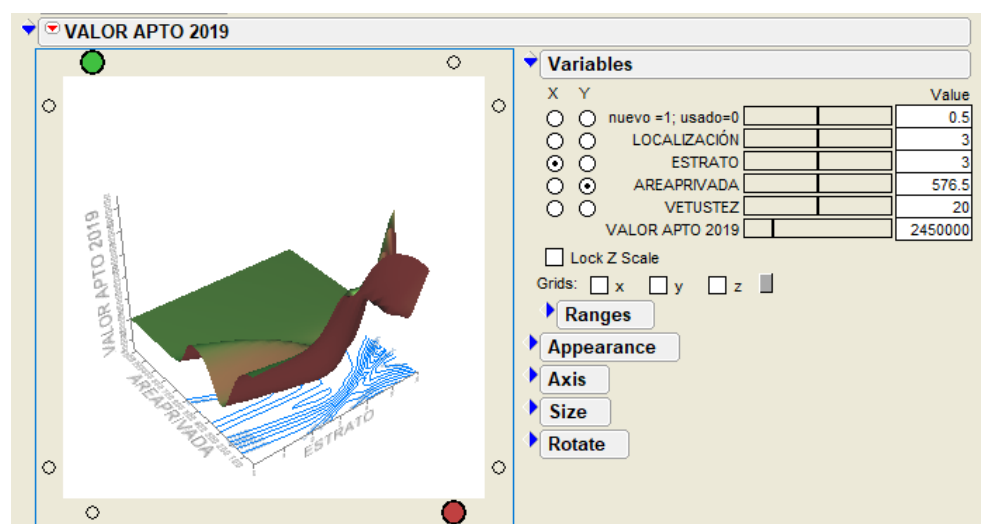 VALOR APTO 2019
Variables
X Y Value
nuevo =1; usado=0 0.5
LOCALIZACIÓN 3
ESTRATO 3
AREAPRIVADA 576.5
VETUSTEZ 20
VALOR APTO 2019 2450000
Lock Z Scale
Grids: x y z
Ranges
Appearance
Axis
Size
Rotate
VALOR APTO 2019
AREAPRIVADA
ESTRATO